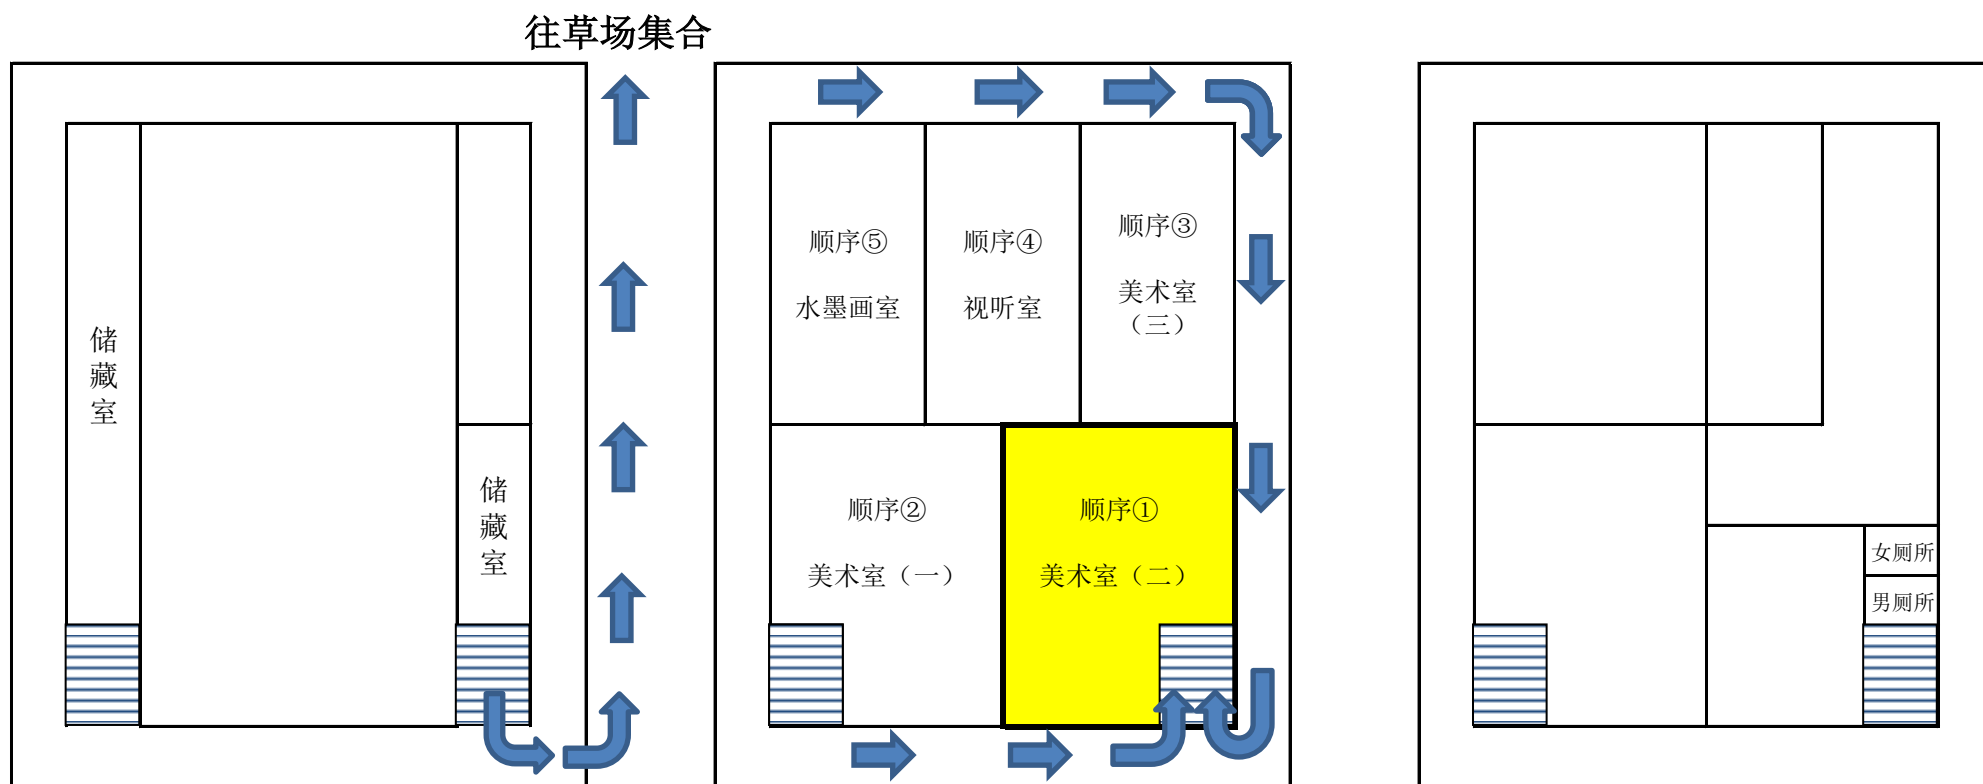 往草场集合
储
藏
室
储
藏
室
顺序⑤
水墨画室
顺序④
视听室
顺序③
美术室
（三）
顺序②
美术室（一）
顺序①
美术室（二）
女厕所
男厕所